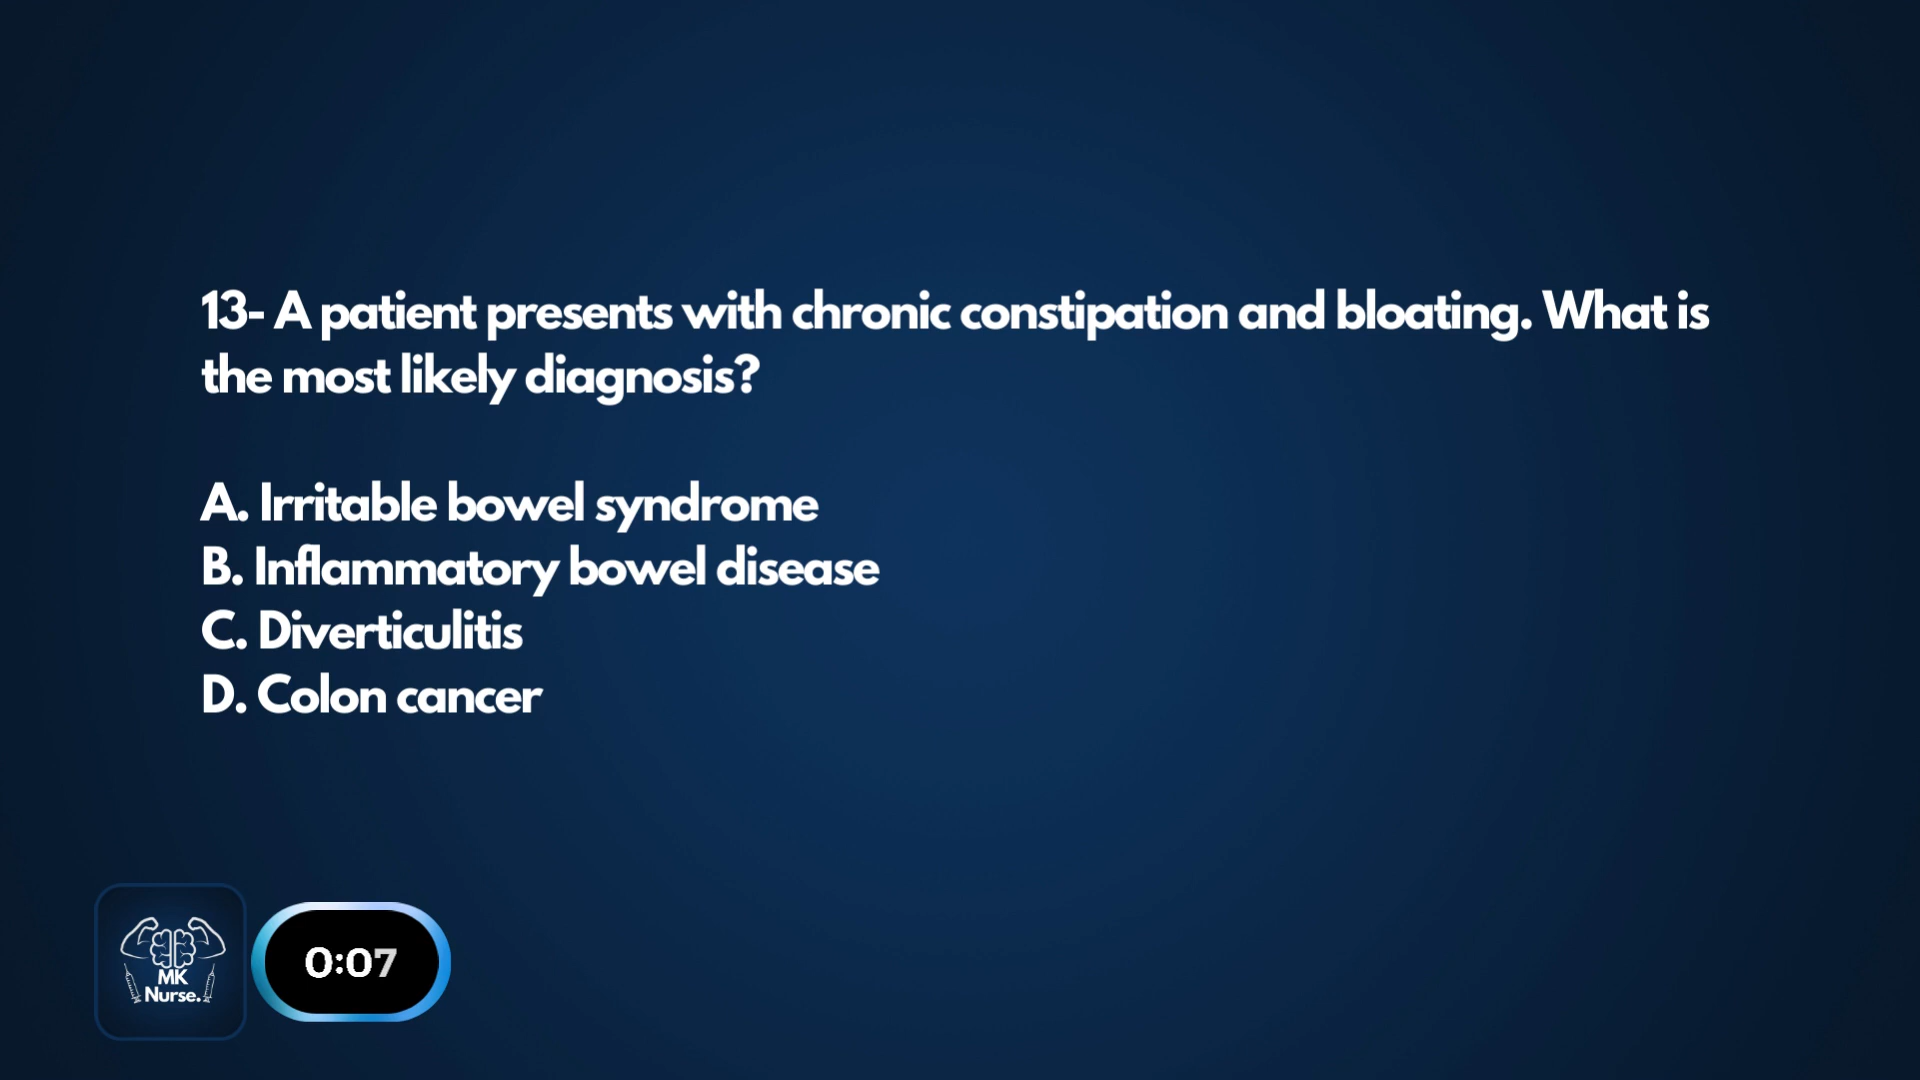 13- A patient presents with chronic constipation and bloating. What is
the most likely diagnosis?
A. Irritable bowel syndrome
B. Inflammatory bowel disease
C. Diverticulitis
D. Colon cancer
MK
Nurse.
0:07